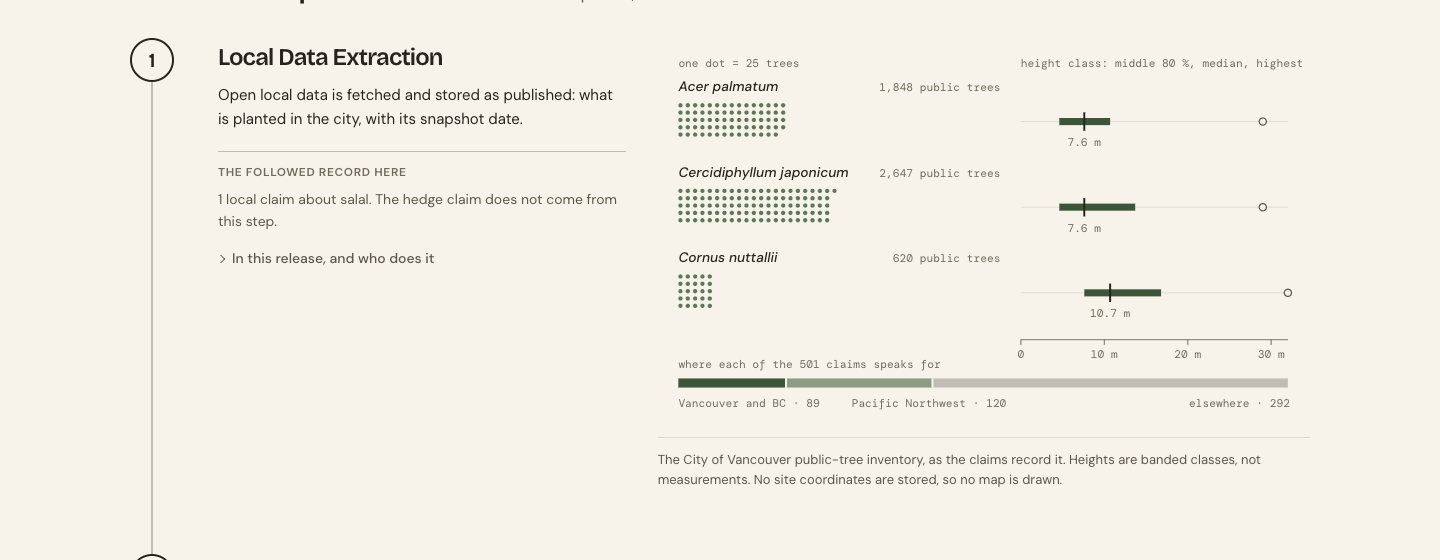 1
Local Data Extraction
Open local data is fetched and stored as published: what
is planted in the city, with its snapshot date.
THE FOLLOWED RECORD HERE
1 local claim about salal. The hedge claim does not come from
this step.
In this release, and who does it
one dot = 25 trees
height class: middle 80 %, median, highest
Acer palmatum
1,848 public trees
7.6 m
Cercidiphyllum japonicum
2,647 public trees
7.6 m
Cornus nuttallii
620 public trees
10.7 m
0 10 m 20 m 30 m
where each of the 501 claims speaks for
Vancouver and BC · 89
Pacific Northwest · 120
elsewhere · 292
The City of Vancouver public-tree inventory, as the claims record it. Heights are banded classes, not
measurements. No site coordinates are stored, so no map is drawn.